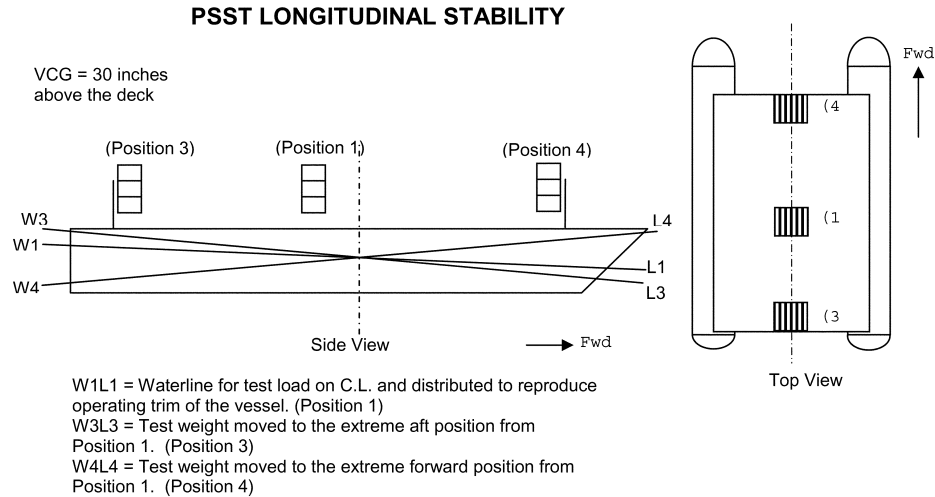 PSST LONGITUDINAL STABILITY
VCG = 30 inches
above the deck
(Position 3)
(Position 1)
(Position 4)
W3
W1
W4
L4
L1
L3
Side View
Fwd
W1L1 = Waterline for test load on C.L. and distributed to reproduce
operating trim of the vessel. (Position 1)
W3L3 = Test weight moved to the extreme aft position from
Position 1.  (Position 3)
W4L4 = Test weight moved to the extreme forward position from
Position 1.  (Position 4)
Fwd
(4
(1
(3
Top View